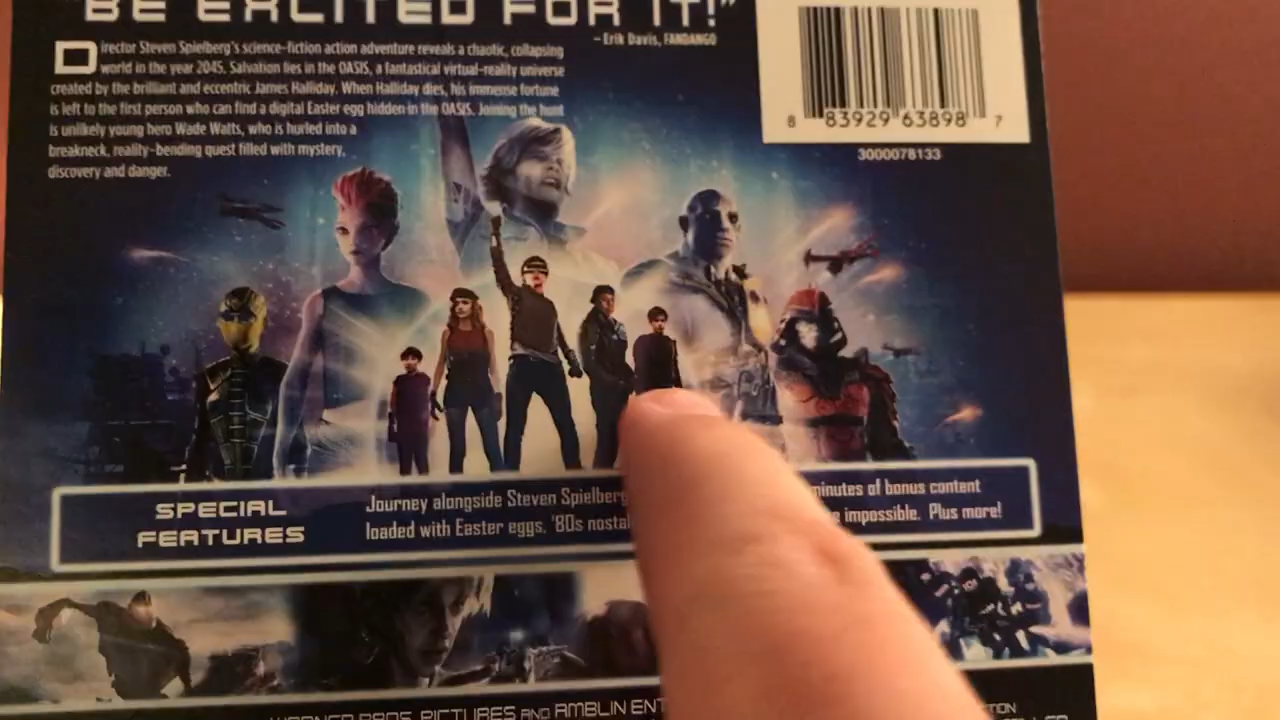 "BE EXCITED FOR IT!"
– Erik Davis, FANDANGO
Director Steven Spielberg's science-fiction action adventure reveals a chaotic, collapsing
world in the year 2045. Salvation lies in the OASIS, a fantastical virtual-reality universe
created by the brilliant and eccentric James Halliday. When Halliday dies, his immense fortune
is left to the first person who can find a digital Easter egg hidden in the OASIS. Joining the hunt
is unlikely young hero Wade Watts, who is hurled into a
breakneck, reality-bending quest filled with mystery,
discovery and danger.
8 83929 63898 7
3000078133
SPECIAL
FEATURES
Journey alongside Steven Spielberg
minutes of bonus content
loaded with Easter eggs, '80s
impossible. Plus more!
WARNER BROS. PICTURES AND AMBLIN